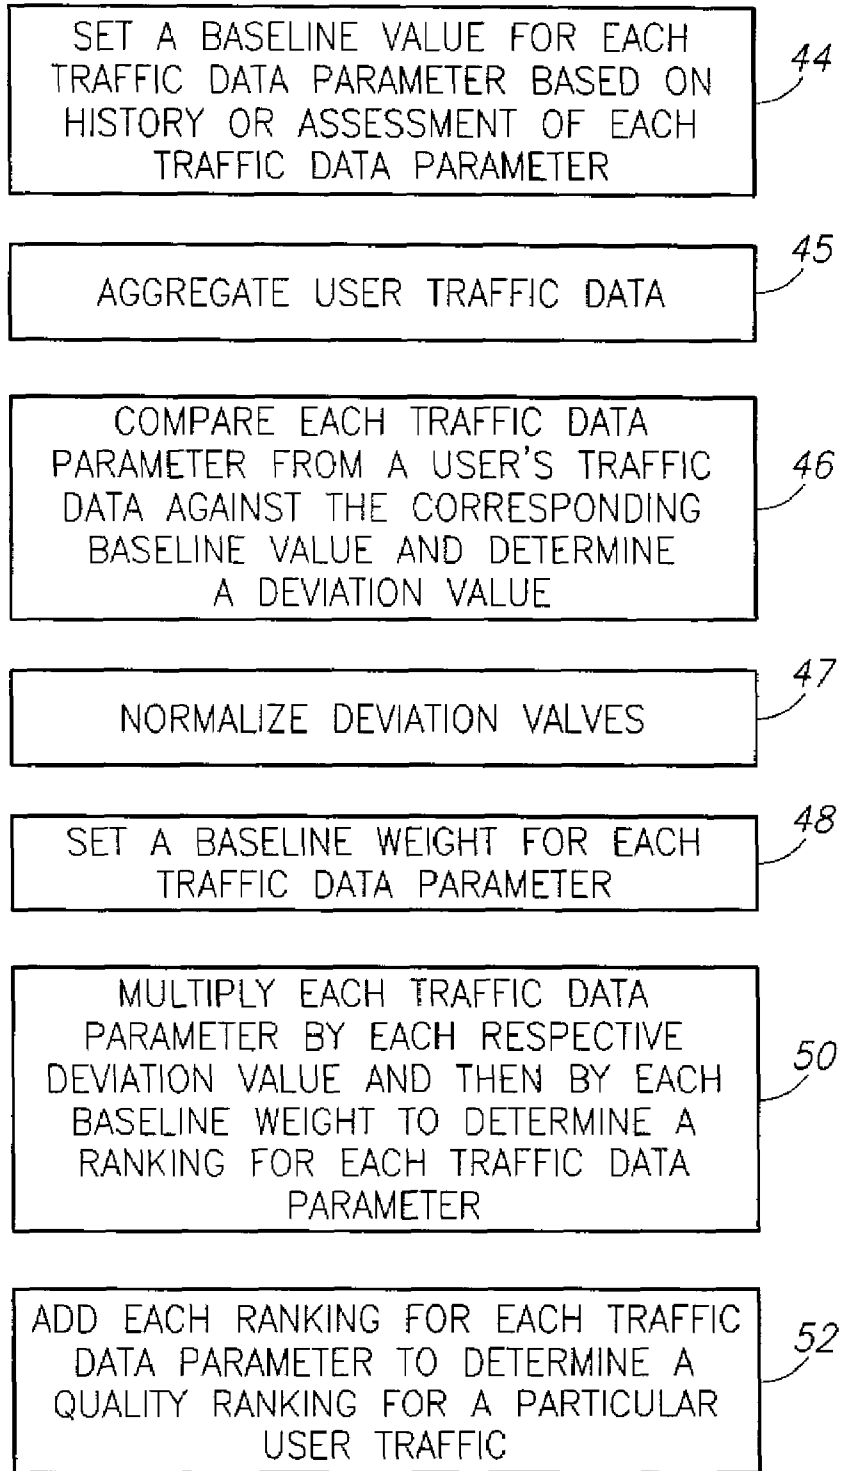 SET A BASELINE VALUE FOR EACH
TRAFFIC DATA PARAMETER BASED ON
HISTORY OR ASSESSMENT OF EACH
TRAFFIC DATA PARAMETER
44
AGGREGATE USER TRAFFIC DATA
45
COMPARE EACH TRAFFIC DATA
PARAMETER FROM A USER'S TRAFFIC
DATA AGAINST THE CORRESPONDING
BASELINE VALUE AND DETERMINE
A DEVIATION VALUE
46
NORMALIZE DEVIATION VALVES
47
SET A BASELINE WEIGHT FOR EACH
TRAFFIC DATA PARAMETER
48
MULTIPLY EACH TRAFFIC DATA
PARAMETER BY EACH RESPECTIVE
DEVIATION VALUE AND THEN BY EACH
BASELINE WEIGHT TO DETERMINE A
RANKING FOR EACH TRAFFIC DATA
PARAMETER
50
ADD EACH RANKING FOR EACH TRAFFIC
DATA PARAMETER TO DETERMINE A
QUALITY RANKING FOR A PARTICULAR
USER TRAFFIC
52